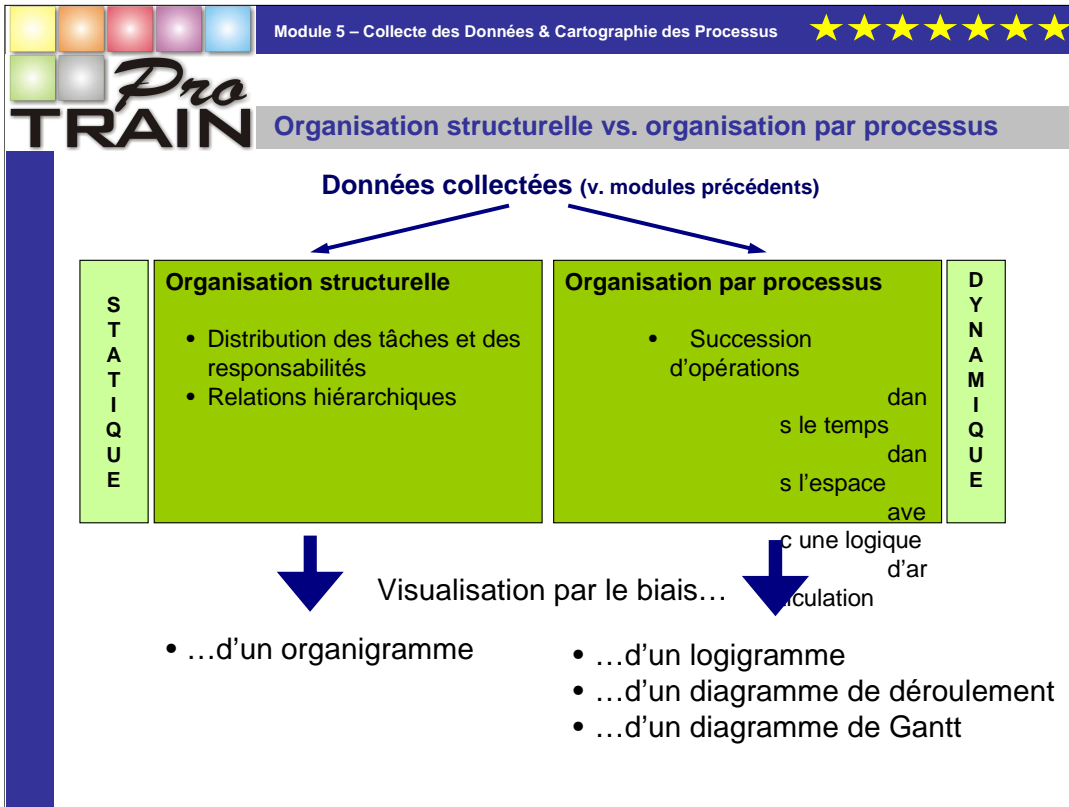 Module 5 – Collecte des Données & Cartographie des Processus
Pro
TRAIN
Organisation structurelle vs. organisation par processus
Données collectées (v. modules précédents)
STATIQUE
Organisation structurelle
• Distribution des tâches et des
responsabilités
• Relations hiérarchiques
Organisation par processus
• Succession
d’opérations
dan
s le temps
dan
s l’espace
ave
c une logique
d’ar
iculation
DYNAMIQUE
Visualisation par le biais…
• …d’un organigramme
• …d’un logigramme
• …d’un diagramme de déroulement
• …d’un diagramme de Gantt